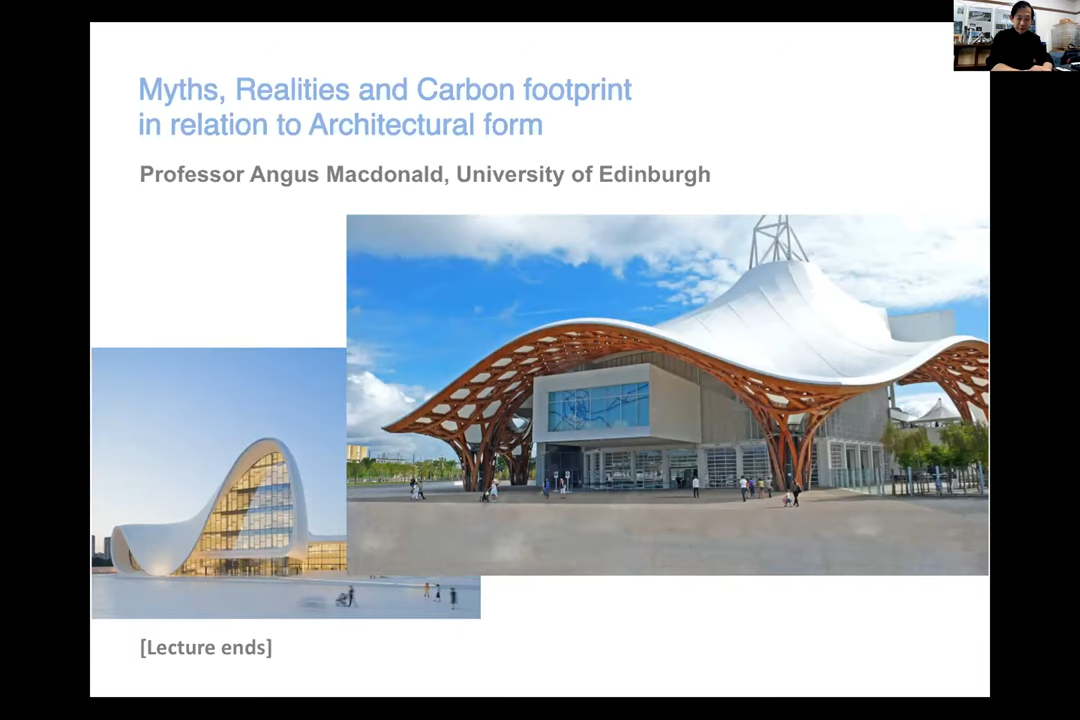 Myths, Realities and Carbon footprint
in relation to Architectural form
Professor Angus Macdonald, University of Edinburgh
[Lecture ends]